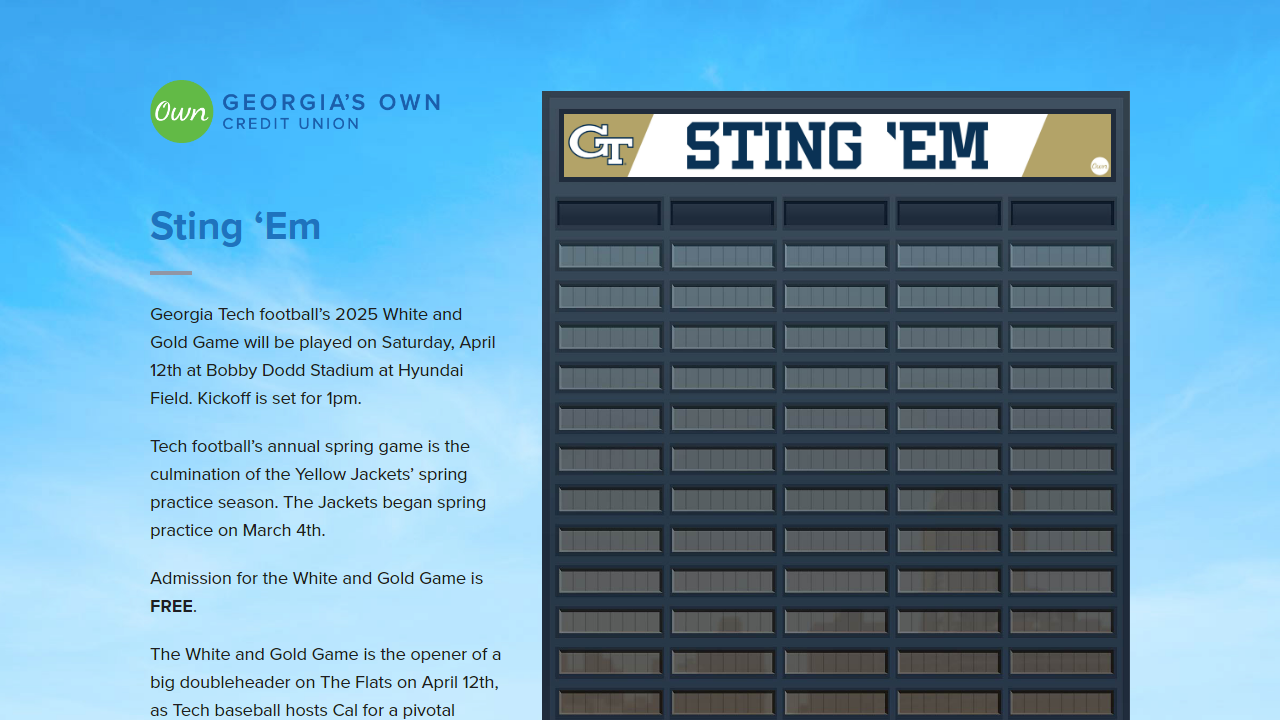 Own
GEORGIA'S OWN
CREDIT UNION
GT
STING 'EM
Own
Sting ‘Em
Georgia Tech football’s 2025 White and
Gold Game will be played on Saturday, April
12th at Bobby Dodd Stadium at Hyundai
Field. Kickoff is set for 1pm.
Tech football’s annual spring game is the
culmination of the Yellow Jackets’ spring
practice season. The Jackets began spring
practice on March 4th.
Admission for the White and Gold Game is
FREE.
The White and Gold Game is the opener of a
big doubleheader on The Flats on April 12th,
as Tech baseball hosts Cal for a pivotal